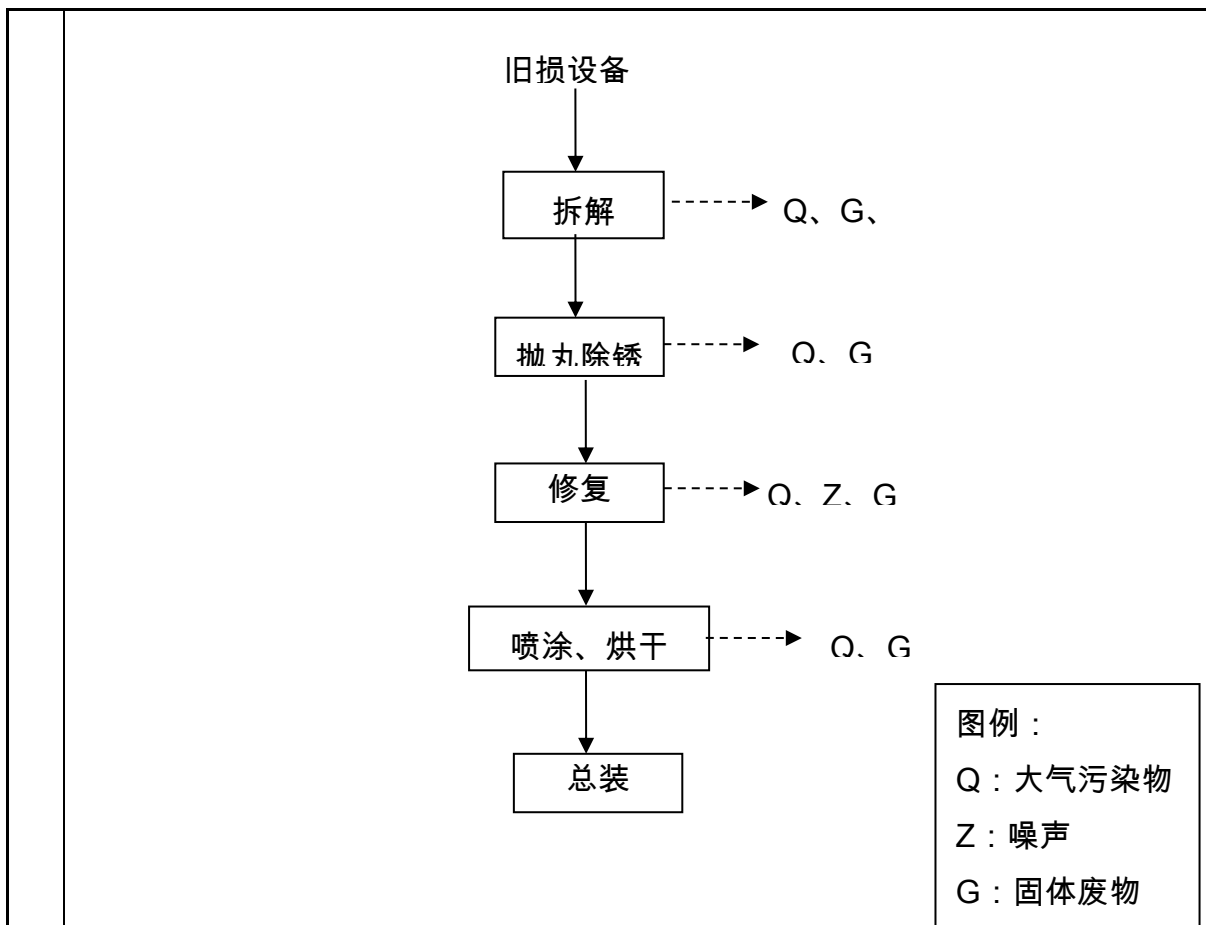 旧损设备
拆解
Q、G、
抛丸除锈
Q、G
修复
Q、Z、G
喷涂、烘干
Q、G
总装
图例：
Q：大气污染物
Z：噪声
G：固体废物